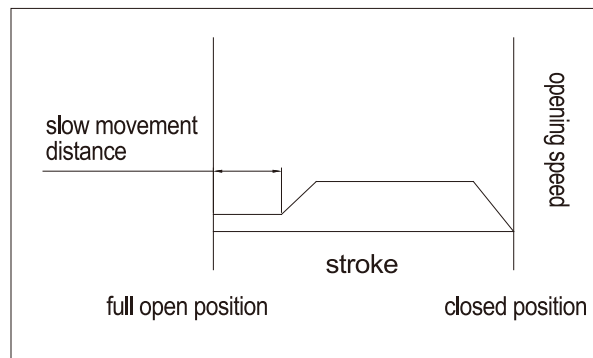 slow movement
distance
opening speed
stroke
full open position
closed position